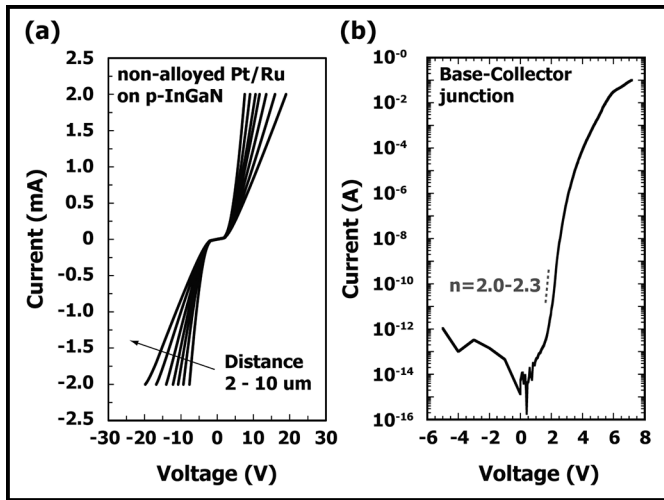 (a)
non-alloyed Pt/Ru
on p-InGaN
Distance
2 - 10 um
Current (mA)
2.5
2.0
1.5
1.0
0.5
0
-0.5
-1.0
-1.5
-2.0
-2.5
-30 -20 -10 0 10 20 30
Voltage (V)
(b)
Base-Collector
junction
n=2.0-2.3
Current (A)
10-0
10-2
10-4
10-6
10-8
10-10
10-12
10-14
10-16
-6 -4 -2 0 2 4 6 8
Voltage (V)